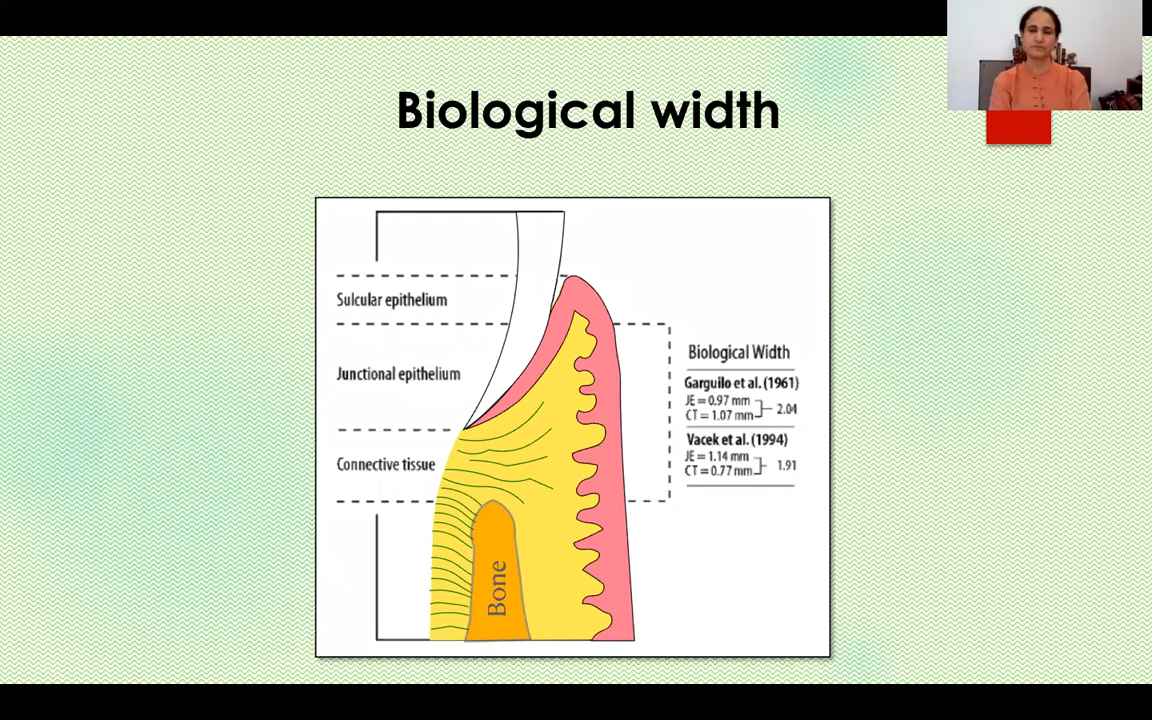 Biological width
Sulcular epithelium
Junctional epithelium
Connective tissue
Bone
Biological Width
Garguilo et al. (1961)
JE = 0.97 mm
CT = 1.07 mm
2.04
Vacek et al. (1994)
JE = 1.14 mm
CT = 0.77 mm
1.91